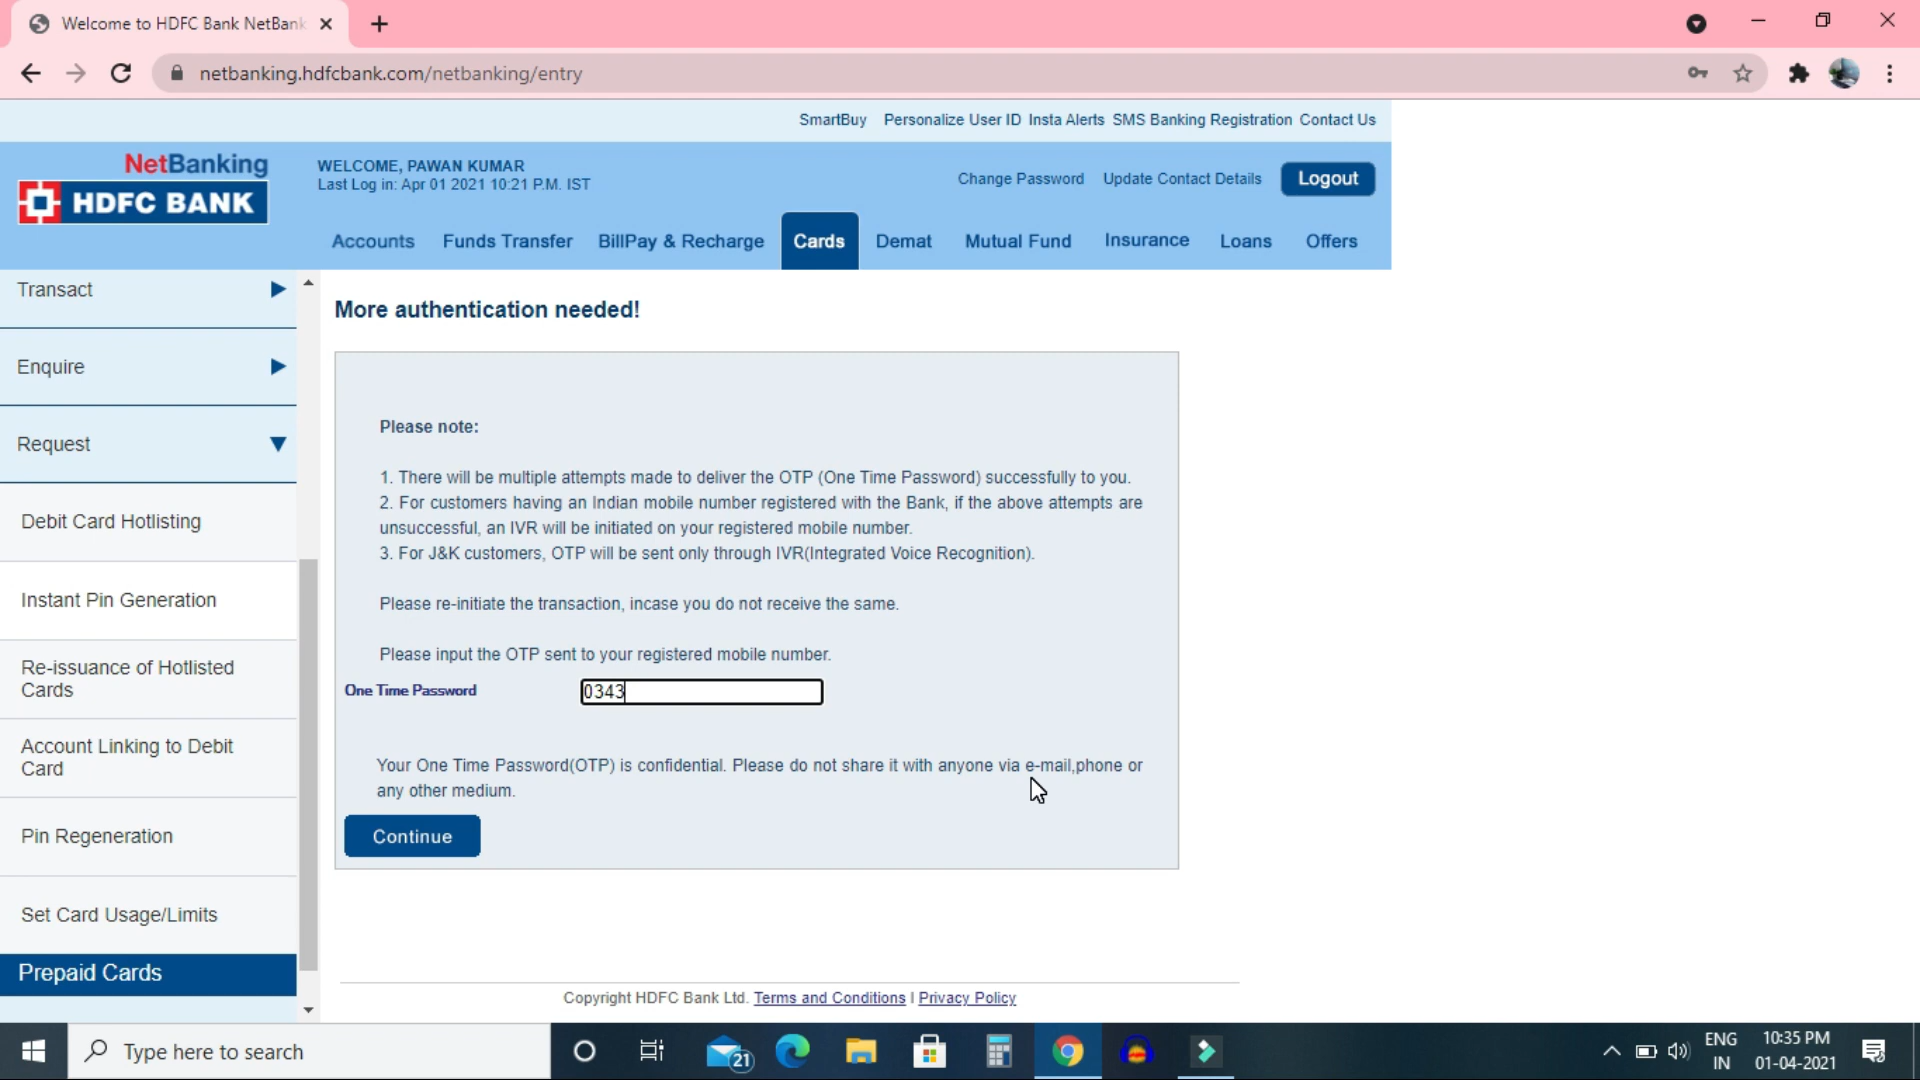 Welcome to HDFC Bank NetBank
netbanking.hdfcbank.com/netbanking/entry
SmartBuy Personalize User ID Insta Alerts SMS Banking Registration Contact Us
NetBanking
HDFC BANK
WELCOME, PAWAN KUMAR
Last Log in: Apr 01 2021 10:21 P.M. IST
Change Password Update Contact Details Logout
Accounts Funds Transfer BillPay & Recharge Cards Demat Mutual Fund Insurance Loans Offers
Transact
Enquire
Request
Debit Card Hotlisting
Instant Pin Generation
Re-issuance of Hotlisted
Cards
Account Linking to Debit
Card
Pin Regeneration
Set Card Usage/Limits
Prepaid Cards
More authentication needed!
Please note:
1. There will be multiple attempts made to deliver the OTP (One Time Password) successfully to you.
2. For customers having an Indian mobile number registered with the Bank, if the above attempts are
unsuccessful, an IVR will be initiated on your registered mobile number.
3. For J&K customers, OTP will be sent only through IVR(Integrated Voice Recognition).
Please re-initiate the transaction, incase you do not receive the same.
Please input the OTP sent to your registered mobile number.
One Time Password 0343
Your One Time Password(OTP) is confidential. Please do not share it with anyone via e-mail,phone or
any other medium.
Continue
Copyright HDFC Bank Ltd. Terms and Conditions I Privacy Policy
Type here to search
21
ENG
IN
10:35 PM
01-04-2021